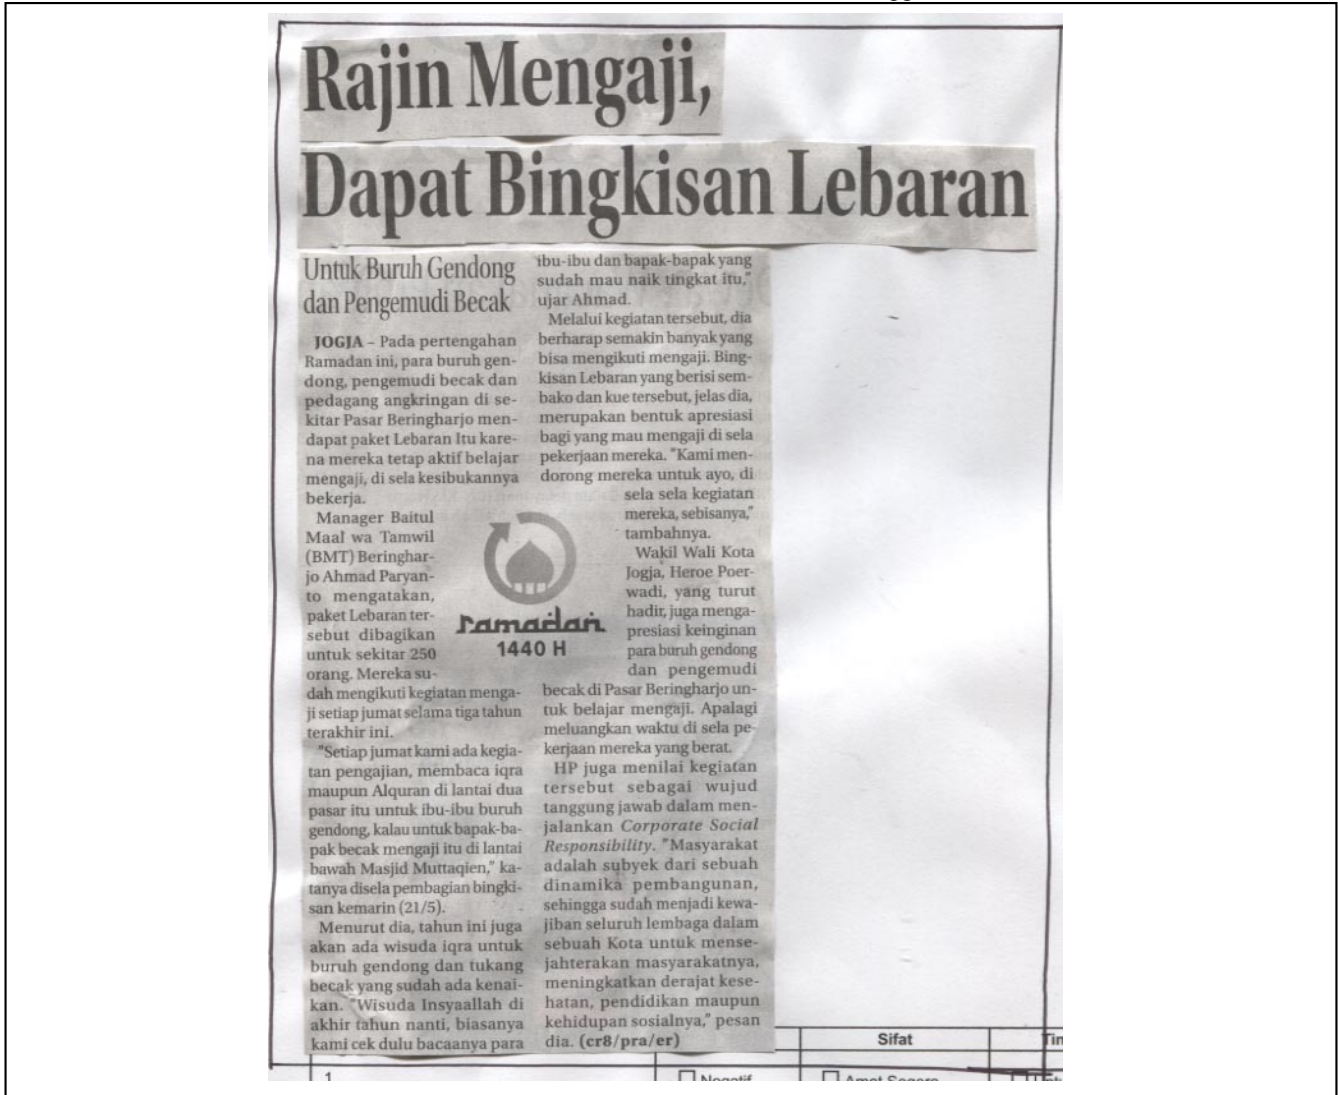 Rajin Mengaji,
Dapat Bingkisan Lebaran
Untuk Buruh Gendong
dan Pengemudi Becak
JOGJA – Pada pertengahan
Ramadan ini, para buruh gen-
dong, pengemudi becak dan
pedagang angkringan di se-
kitar Pasar Beringharjo men-
dapat paket Lebaran Itu kare-
na mereka tetap aktif belajar
mengaji, di sela kesibukannya
bekerja.
Manager Baitul
Maal wa Tamwil
(BMT) Beringhar-
jo Ahmad Paryan-
to mengatakan,
paket Lebaran ter-
sebut dibagikan
untuk sekitar 250
orang. Mereka su-
dah mengikuti kegiatan menga-
ji setiap jumat selama tiga tahun
terakhir ini.
"Setiap jumat kami ada kegia-
tan pengajian, membaca iqra
maupun Alquran di lantai dua
pasar itu untuk ibu-ibu buruh
gendong, kalau untuk bapak-ba-
pak becak mengaji itu di lantai
bawah Masjid Muttaqien," ka-
tanya disela pembagian bingki-
san kemarin (21/5).
Menurut dia, tahun ini juga
akan ada wisuda iqra untuk
buruh gendong dan tukang
becak yang sudah ada kenai-
kan. "Wisuda Insyaallah di
akhir tahun nanti, biasanya
kami cek dulu bacaanya para
ibu-ibu dan bapak-bapak yang
sudah mau naik tingkat itu,"
ujar Ahmad.
Melalui kegiatan tersebut, dia
berharap semakin banyak yang
bisa mengikuti mengaji. Bing-
kisan Lebaran yang berisi sem-
bako dan kue tersebut, jelas dia,
merupakan bentuk apresiasi
bagi yang mau mengaji di sela
pekerjaan mereka. "Kami men-
dorong mereka untuk ayo, di
sela sela kegiatan
mereka, sebisanya,"
tambahnya.
Wakil Wali Kota
Jogja, Heroe Poer-
wadi, yang turut
hadir, juga menga-
presiasi keinginan
para buruh gendong
dan pengemudi
becak di Pasar Beringharjo un-
tuk belajar mengaji. Apalagi
meluangkan waktu di sela pe-
kerjaan mereka yang berat.
HP juga menilai kegiatan
tersebut sebagai wujud
tanggung jawab dalam men-
jalankan Corporate Social
Responsibility. "Masyarakat
adalah subyek dari sebuah
dinamika pembangunan,
sehingga sudah menjadi kewa-
jiban seluruh lembaga dalam
sebuah Kota untuk mense-
jahterakan masyarakatnya,
meningkatkan derajat kese-
hatan, pendidikan maupun
kehidupan sosialnya," pesan
dia. (cr8/pra/er)
ramadan
1440 H
Sifat
1
Negatif
Amat Segera